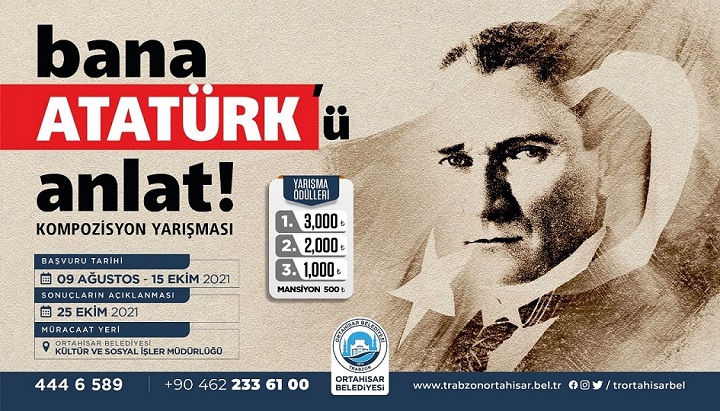 bana
ATATÜRK'ü
anlat!
KOMPOZİSYON YARIŞMASI
YARIŞMA
ÖDÜLLERİ
1. 3,000 ₺
2. 2,000 ₺
3. 1,000 ₺
MANSİYON 500 ₺
BAŞVURU TARİHİ
09 AĞUSTOS - 15 EKİM 2021
SONUÇLARIN AÇIKLANMASI
25 EKİM 2021
MÜRACAAT YERİ
ORTAHİSAR BELEDİYESİ
KÜLTÜR VE SOSYAL İŞLER MÜDÜRLÜĞÜ
444 6 589
+90 462 233 61 00
ORTAHİSAR BELEDİYESİ
TRABZON
ORTAHİSAR
BELEDİYESİ
www.trabzonortahisar.bel.tr
/ trortahisarbel